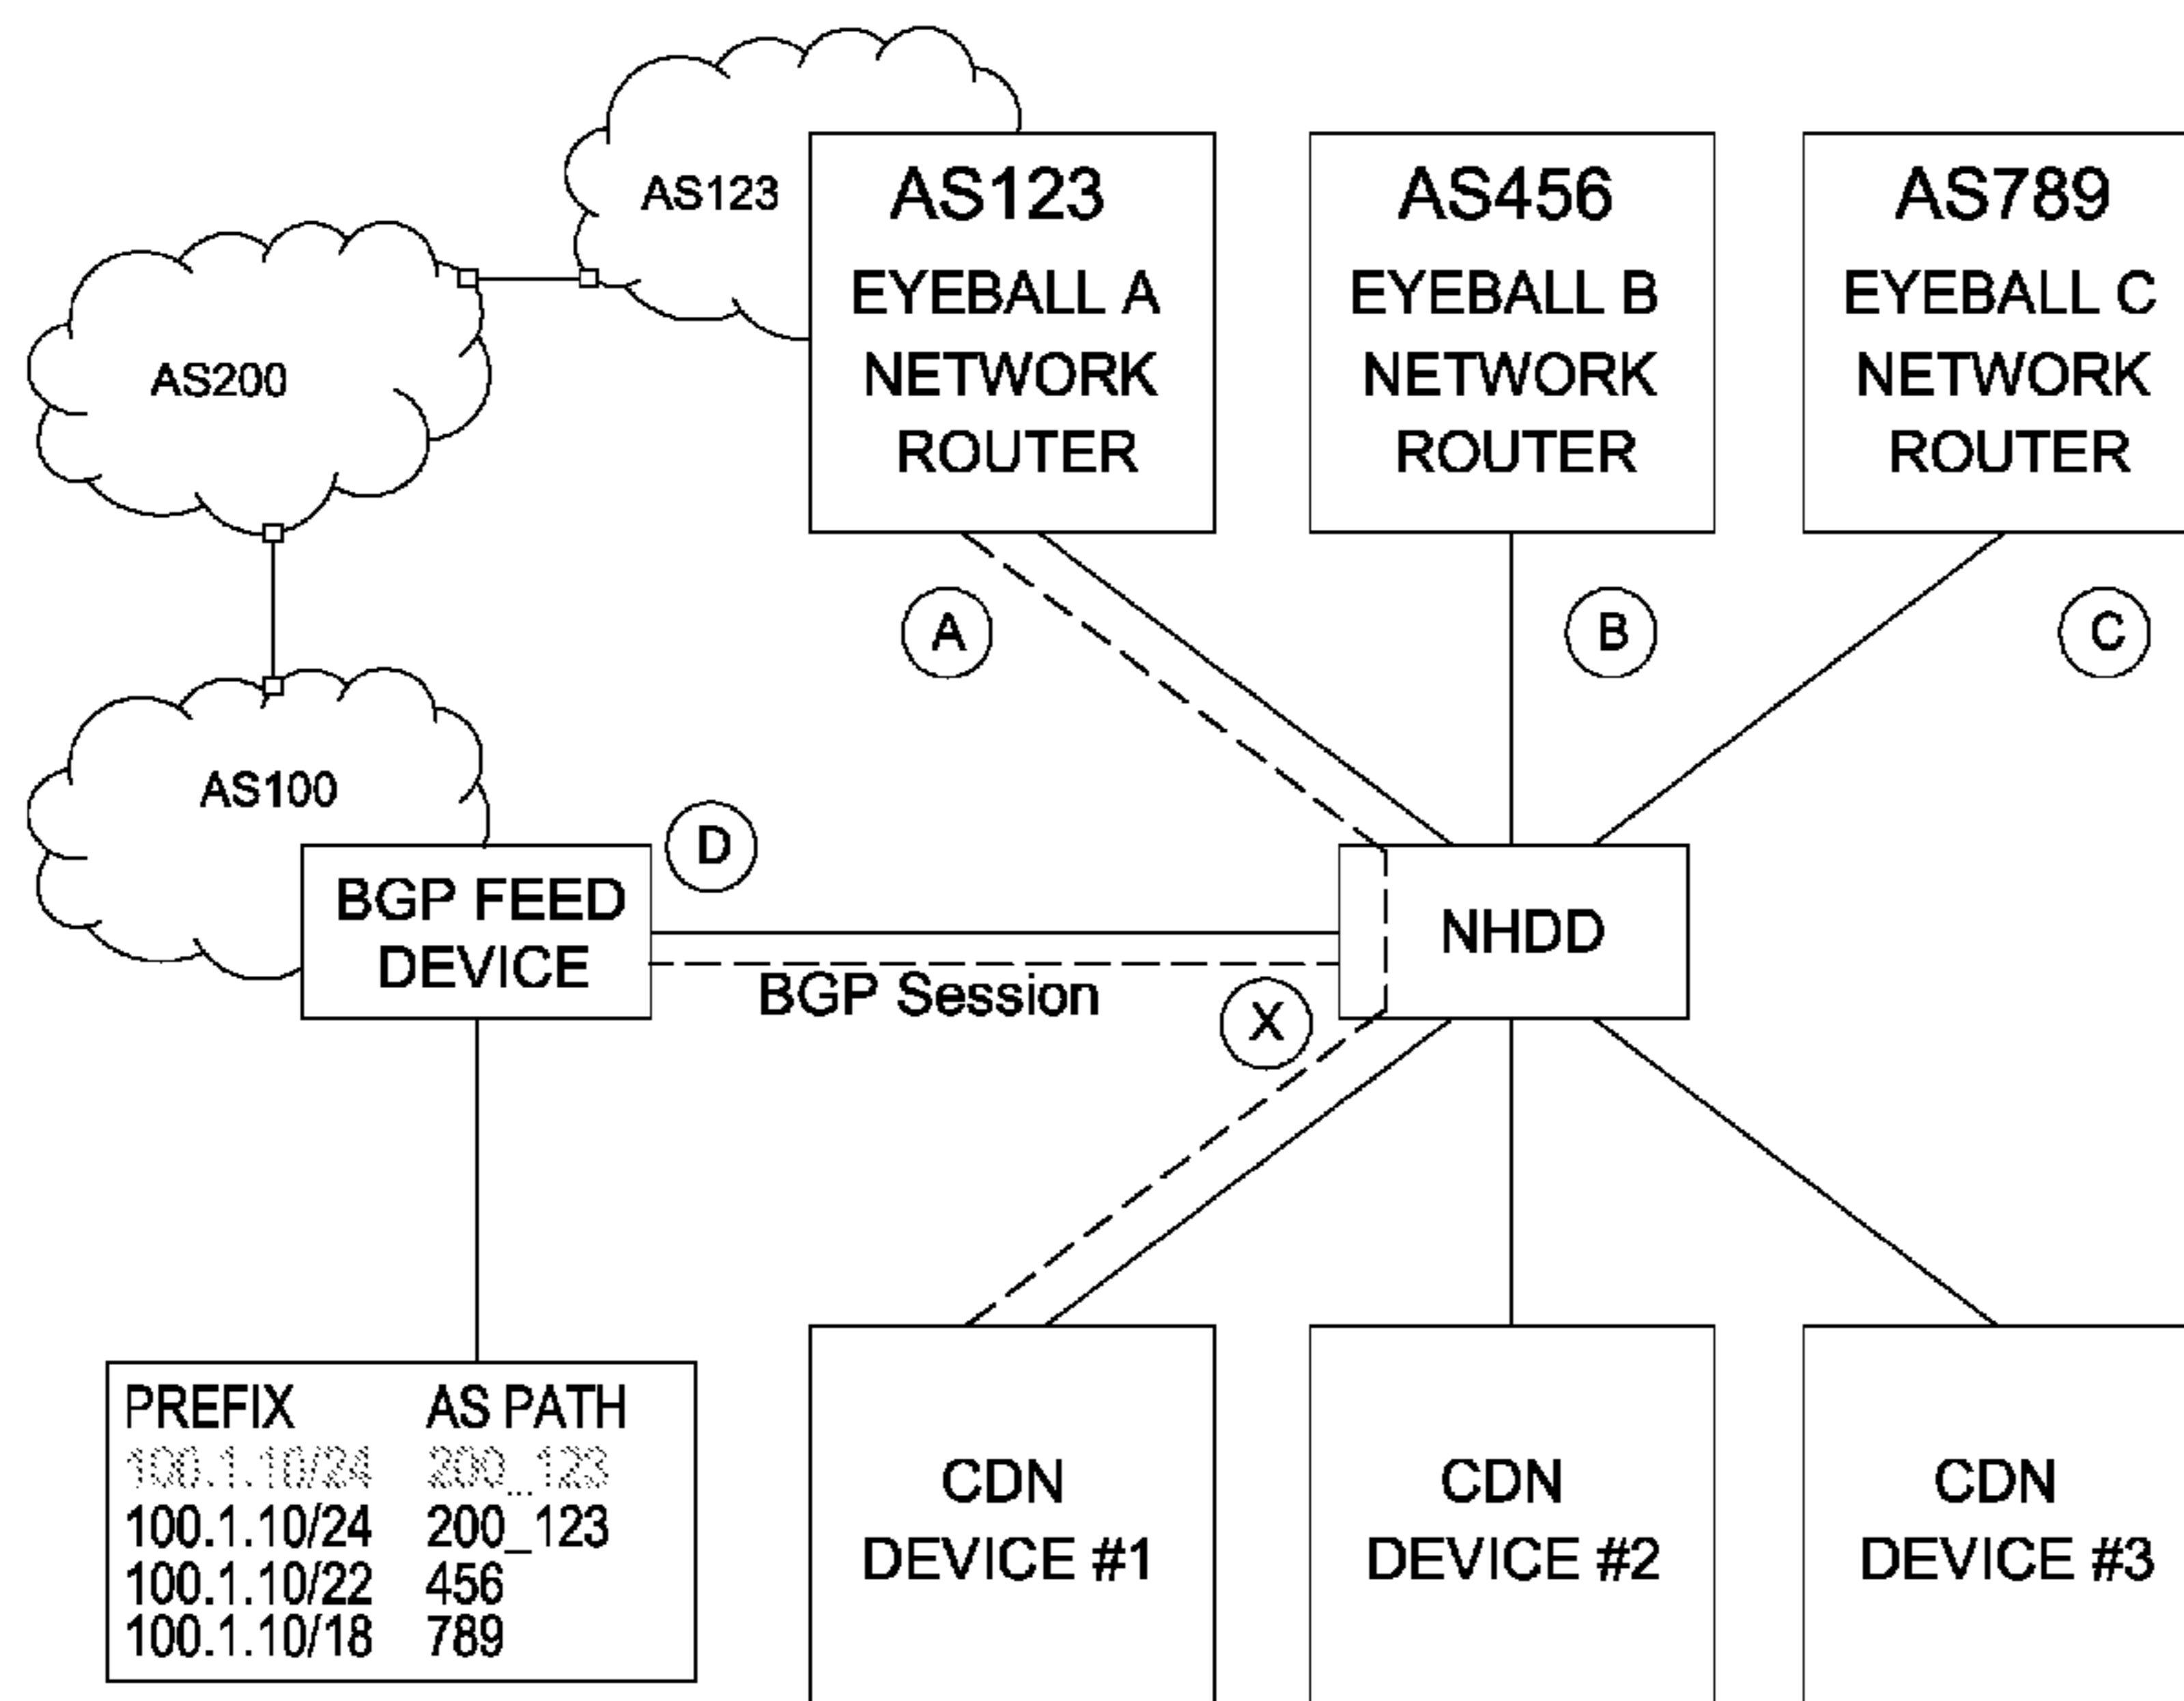 AS123
AS123
EYEBALL A
NETWORK
ROUTER
AS456
EYEBALL B
NETWORK
ROUTER
AS789
EYEBALL C
NETWORK
ROUTER
AS200
A
B
C
AS100
D
BGP FEED
DEVICE
BGP Session
X
NHDD
PREFIX AS PATH
100.1.10/24 200_123
100.1.10/24 200_123
100.1.10/22 456
100.1.10/18 789
CDN
DEVICE #1
CDN
DEVICE #2
CDN
DEVICE #3